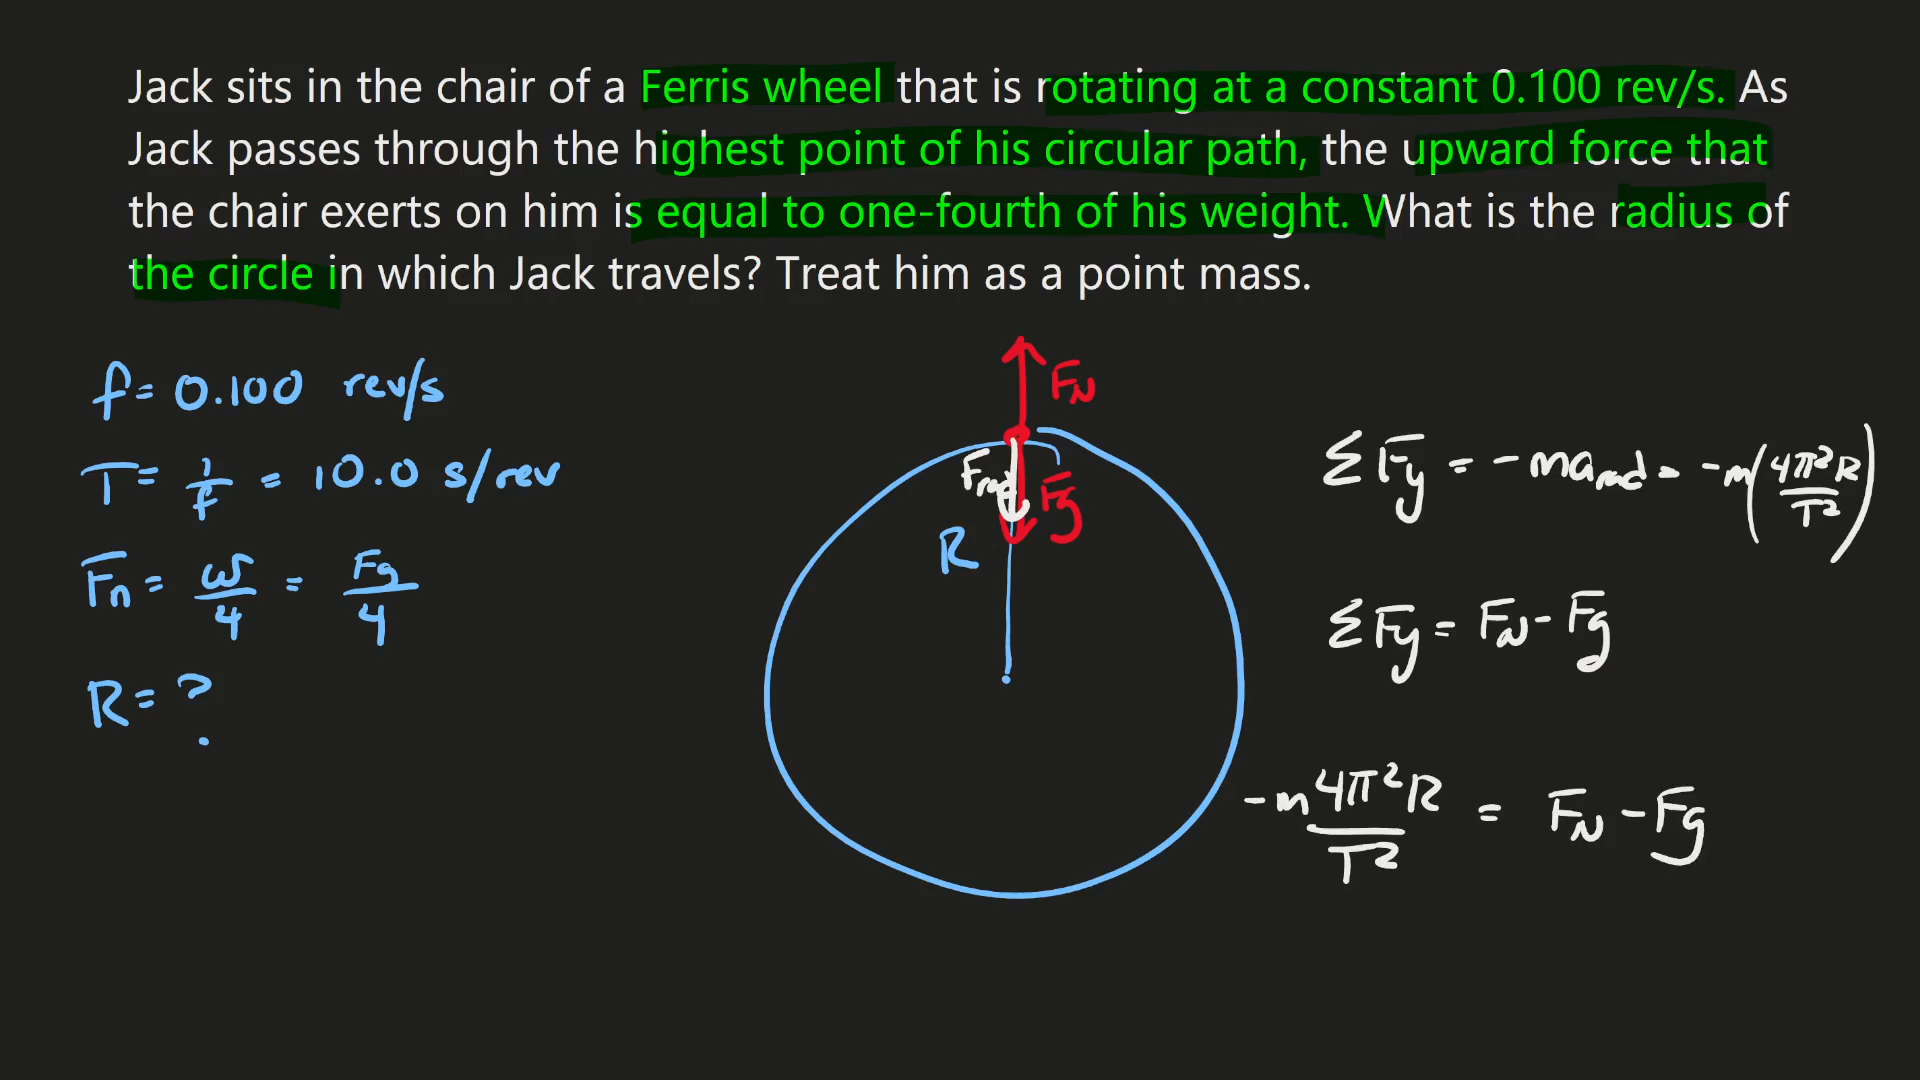 Jack sits in the chair of a Ferris wheel that is rotating at a constant 0.100 rev/s. As
Jack passes through the highest point of his circular path, the upward force that
the chair exerts on him is equal to one-fourth of his weight. What is the radius of
the circle in which Jack travels? Treat him as a point mass.
f = 0.100 rev/s
T = 1/f = 10.0 s/rev
Fn = w/4 = Fg/4
R = ?
FN
Frad
Fg
R
ΣFy = -marad = -m(4π²R/T²)
ΣFy = FN - Fg
-m4π²R/T² = FN - Fg